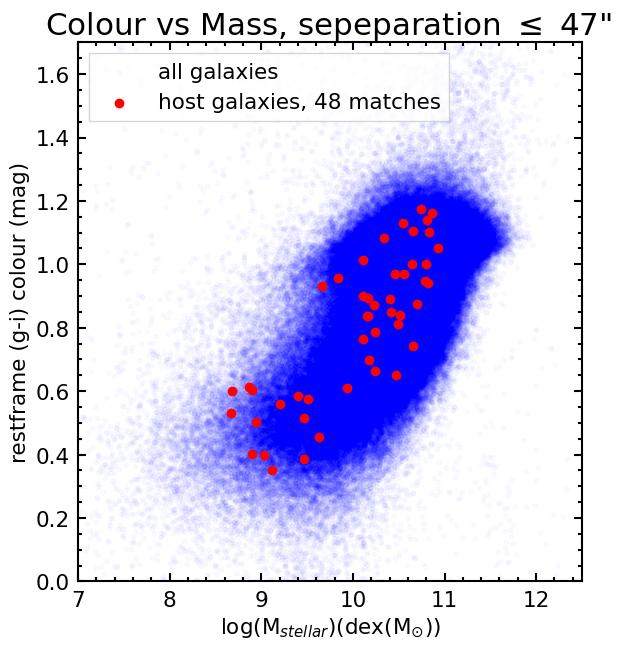 Colour vs Mass, sepeparation ≤ 47"
all galaxies
host galaxies, 48 matches
1.6
1.4
1.2
1.0
0.8
0.6
0.4
0.2
0.0
restframe (g-i) colour (mag)
7 8 9 10 11 12
log(M_stellar)(dex(M_⊙))